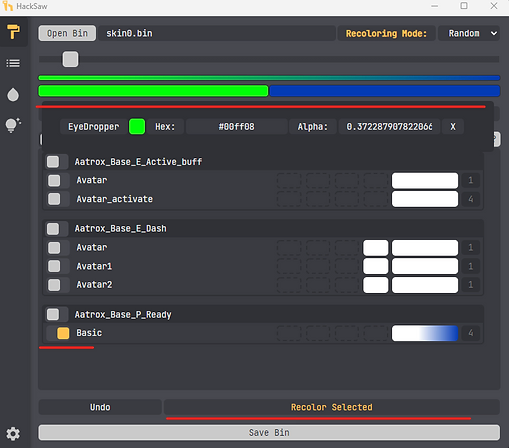 HackSaw
Open Bin skin0.bin Recoloring Mode: Random
EyeDropper Hex: #00ff08 Alpha: 0.372287907822066 X
Aatrox_Base_E_Active_buff
Avatar 1
Avatar_activate 4
Aatrox_Base_E_Dash
Avatar 1
Avatar1 1
Avatar2 1
Aatrox_Base_P_Ready
Basic 4
Undo Recolor Selected
Save Bin